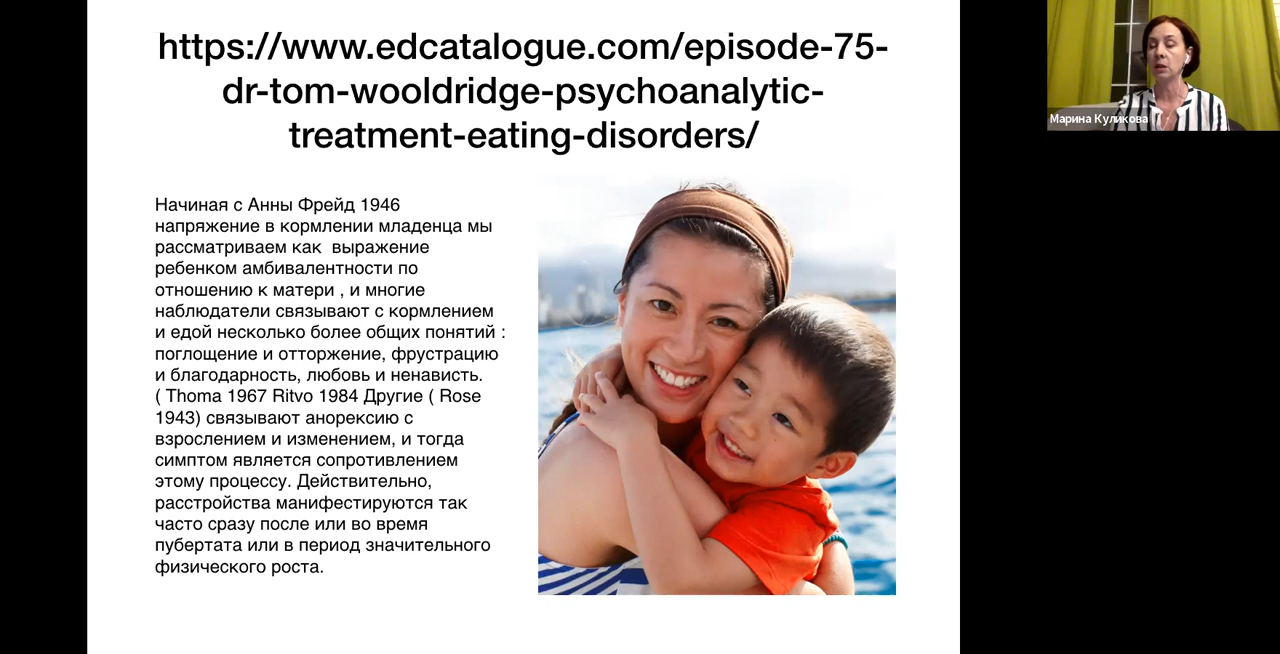 https://www.edcatalogue.com/episode-75-
dr-tom-wooldridge-psychoanalytic-
treatment-eating-disorders/
Начиная с Анны Фрейд 1946
напряжение в кормлении младенца мы
рассматриваем как  выражение
ребенком амбивалентности по
отношению к матери , и многие
наблюдатели связывают с кормлением
и едой несколько более общих понятий :
поглощение и отторжение, фрустрацию
и благодарность, любовь и ненависть.
( Thoma 1967 Ritvo 1984 Другие ( Rose
1943) связывают анорексию с
взрослением и изменением, и тогда
симптом является сопротивлением
этому процессу. Действительно,
расстройства манифестируются так
часто сразу после или во время
пубертата или в период значительного
физического роста.
Марина Куликова